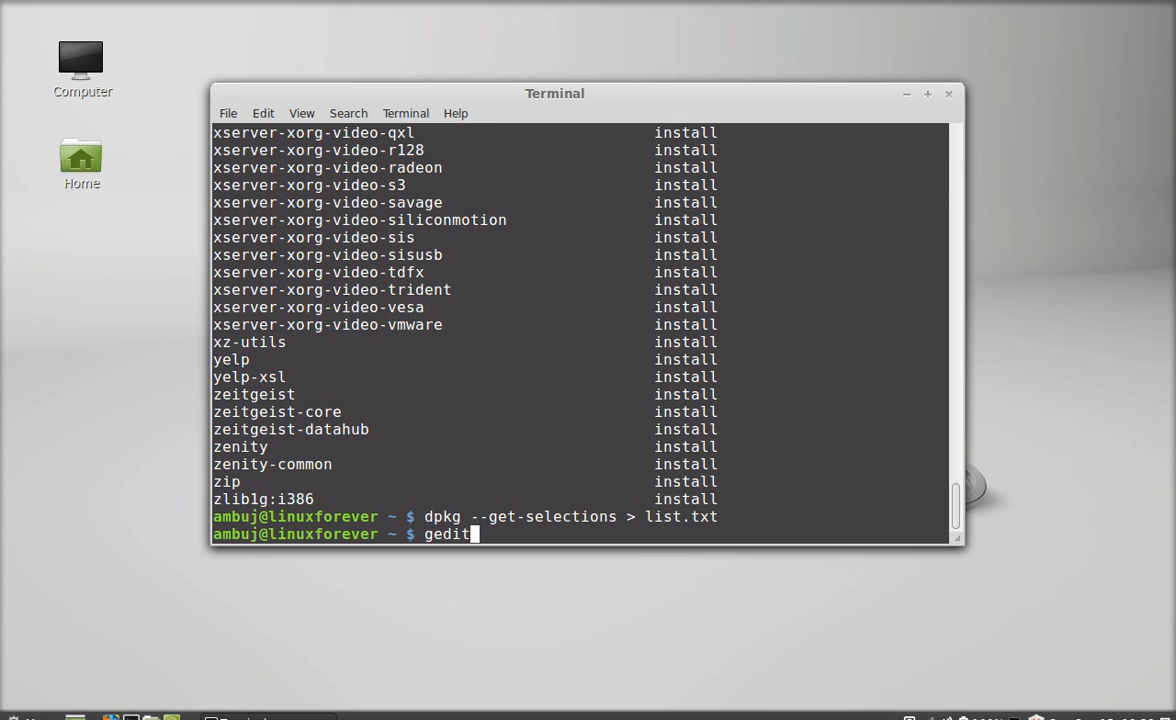 Computer
Home
Terminal
File Edit View Search Terminal Help
xserver-xorg-video-qxl install
xserver-xorg-video-r128 install
xserver-xorg-video-radeon install
xserver-xorg-video-s3 install
xserver-xorg-video-savage install
xserver-xorg-video-siliconmotion install
xserver-xorg-video-sis install
xserver-xorg-video-sisusb install
xserver-xorg-video-tdfx install
xserver-xorg-video-trident install
xserver-xorg-video-vesa install
xserver-xorg-video-vmware install
xz-utils install
yelp install
yelp-xsl install
zeitgeist install
zeitgeist-core install
zeitgeist-datahub install
zenity install
zenity-common install
zip install
zlib1g:i386 install
ambuj@linuxforever ~ $ dpkg --get-selections > list.txt
ambuj@linuxforever ~ $ gedit